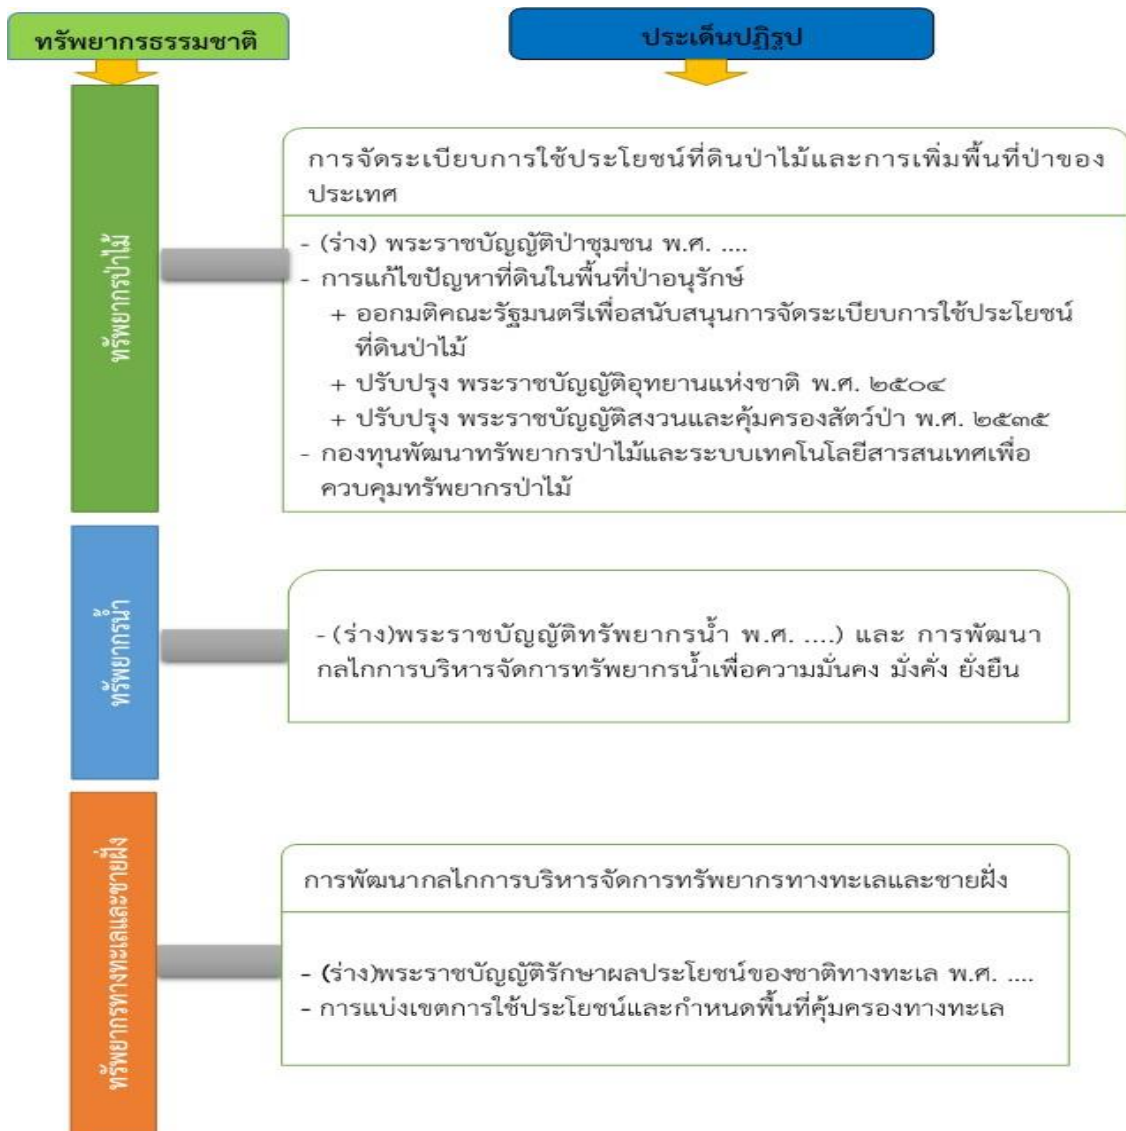 ทรัพยากรธรรมชาติ
ประเด็นปฏิรูป
ทรัพยากรป่าไม้
การจัดระเบียบการใช้ประโยชน์ที่ดินป่าไม้และการเพิ่มพื้นที่ป่าของ
ประเทศ
- (ร่าง) พระราชบัญญัติป่าชุมชน พ.ศ. ....
- การแก้ไขปัญหาที่ดินในพื้นที่ป่าอนุรักษ์
+ ออกมติคณะรัฐมนตรีเพื่อสนับสนุนการจัดระเบียบการใช้ประโยชน์
ที่ดินป่าไม้
+ ปรับปรุง พระราชบัญญัติอุทยานแห่งชาติ พ.ศ. ๒๕๐๔
+ ปรับปรุง พระราชบัญญัติสงวนและคุ้มครองสัตว์ป่า พ.ศ. ๒๕๓๕
- กองทุนพัฒนาทรัพยากรป่าไม้และระบบเทคโนโลยีสารสนเทศเพื่อ
ควบคุมทรัพยากรป่าไม้
ทรัพยากรน้ำ
- (ร่าง)พระราชบัญญัติทรัพยากรน้ำ พ.ศ. ....) และ การพัฒนา
กลไกการบริหารจัดการทรัพยากรน้ำเพื่อความมั่นคง มั่งคั่ง ยั่งยืน
ทรัพยากรทางทะเลและชายฝั่ง
การพัฒนากลไกการบริหารจัดการทรัพยากรทางทะเลและชายฝั่ง
- (ร่าง)พระราชบัญญัติรักษาผลประโยชน์ของชาติทางทะเล พ.ศ. ....
- การแบ่งเขตการใช้ประโยชน์และกำหนดพื้นที่คุ้มครองทางทะเล